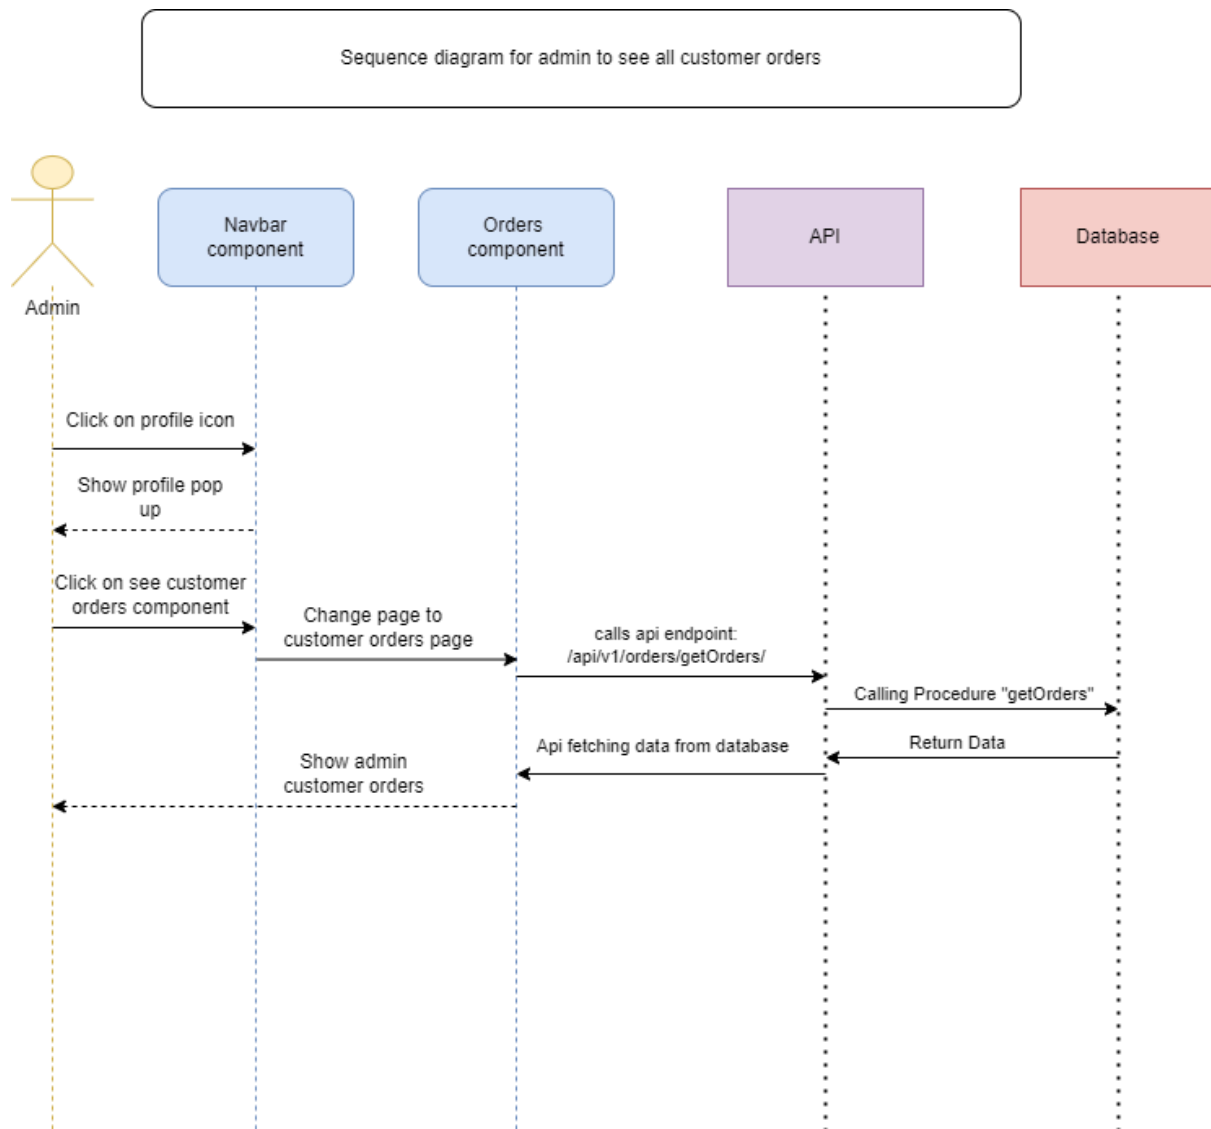 Sequence diagram for admin to see all customer orders
Navbar
component
Orders
component
API
Database
Admin
Click on profile icon
Show profile pop
up
Click on see customer
orders component
Change page to
customer orders page
calls api endpoint:
/api/v1/orders/getOrders/
Calling Procedure "getOrders"
Return Data
Api fetching data from database
Show admin
customer orders